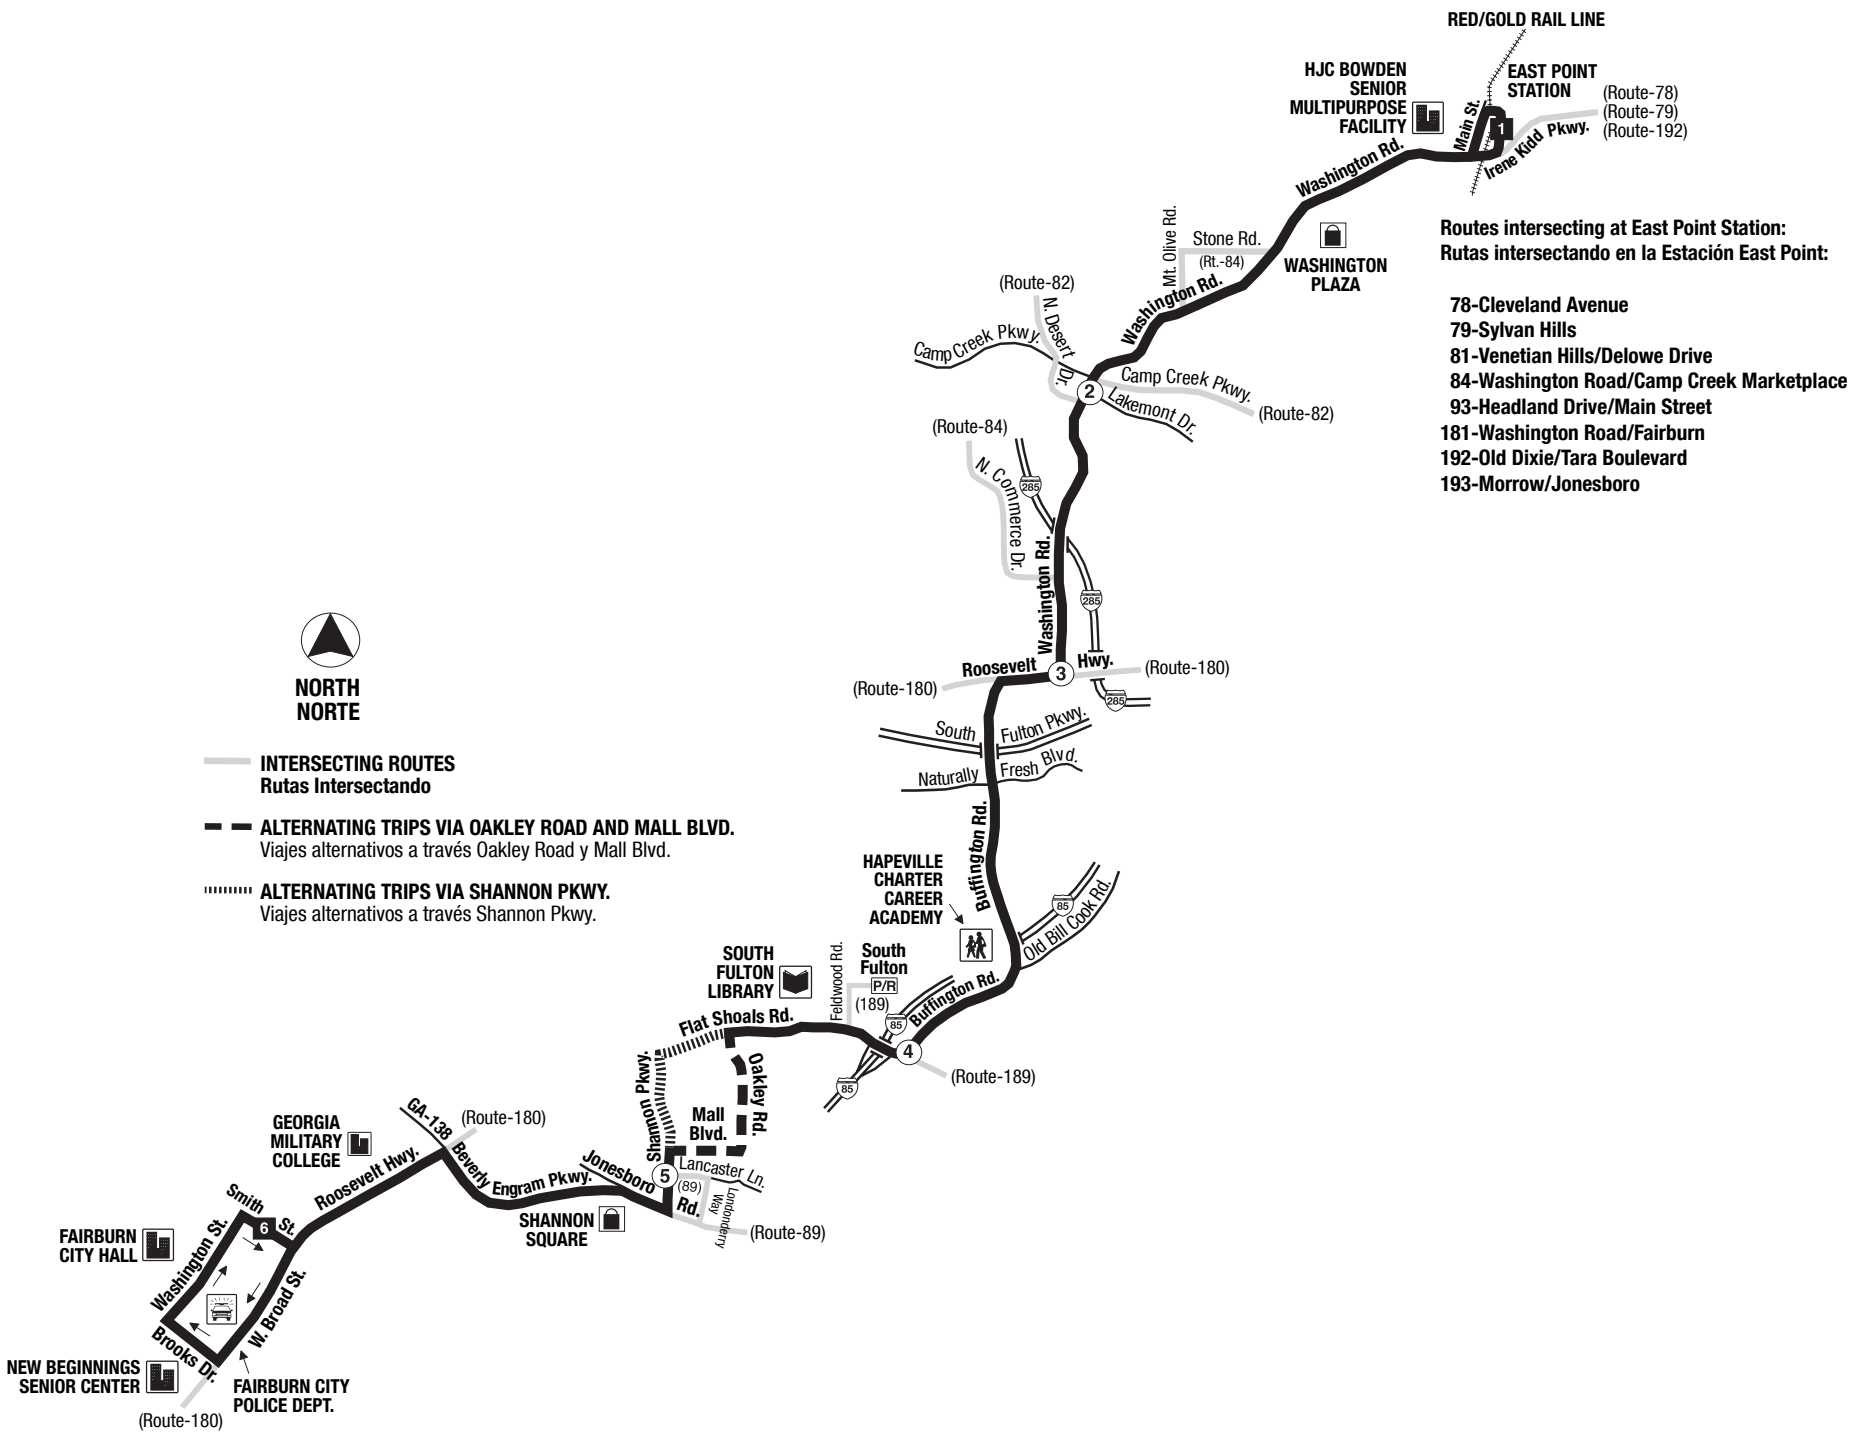 RED/GOLD RAIL LINE
HJC BOWDEN
SENIOR
MULTIPURPOSE
FACILITY
EAST POINT
STATION
(Route-78)
(Route-79)
(Route-192)
Main St.
1
Irene Kidd Pkwy.
Washington Rd.
Routes intersecting at East Point Station:
Rutas intersectando en la Estación East Point:
78-Cleveland Avenue
79-Sylvan Hills
81-Venetian Hills/Delowe Drive
84-Washington Road/Camp Creek Marketplace
93-Headland Drive/Main Street
181-Washington Road/Fairburn
192-Old Dixie/Tara Boulevard
193-Morrow/Jonesboro
Mt. Olive Rd.
Stone Rd.
(Rt.-84)
WASHINGTON
PLAZA
Washington Rd.
(Route-82)
N. Desert Dr.
Camp Creek Pkwy.
2
Camp Creek Pkwy.
(Route-82)
Lakemont Dr.
(Route-84)
N. Commerce Dr.
285
Washington Rd.
285
Roosevelt
3
Hwy.
(Route-180)
(Route-180)
285
South
Fulton Pkwy.
Naturally
Fresh Blvd.
NORTH
NORTE
INTERSECTING ROUTES
Rutas Intersectando
ALTERNATING TRIPS VIA OAKLEY ROAD AND MALL BLVD.
Viajes alternativos a través Oakley Road y Mall Blvd.
ALTERNATING TRIPS VIA SHANNON PKWY.
Viajes alternativos a través Shannon Pkwy.
Buffington Rd.
HAPEVILLE
CHARTER
CAREER
ACADEMY
85
Old Bill Cook Rd.
SOUTH
FULTON
LIBRARY
Feldwood Rd.
South
Fulton
P/R
(189)
85
Buffington Rd.
Flat Shoals Rd.
4
(Route-189)
85
Shannon Pkwy.
Oakley Rd.
Mall
Blvd.
GA-138
(Route-180)
GEORGIA
MILITARY
COLLEGE
Roosevelt Hwy.
Beverly
Engram Pkwy.
Jonesboro
Rd.
5
Lancaster Ln.
(89)
Londonderry
Way
(Route-89)
SHANNON
SQUARE
Smith
St.
6
FAIRBURN
CITY HALL
Washington St.
W. Broad St.
Brooks Dr.
NEW BEGINNINGS
SENIOR CENTER
FAIRBURN CITY
POLICE DEPT.
(Route-180)